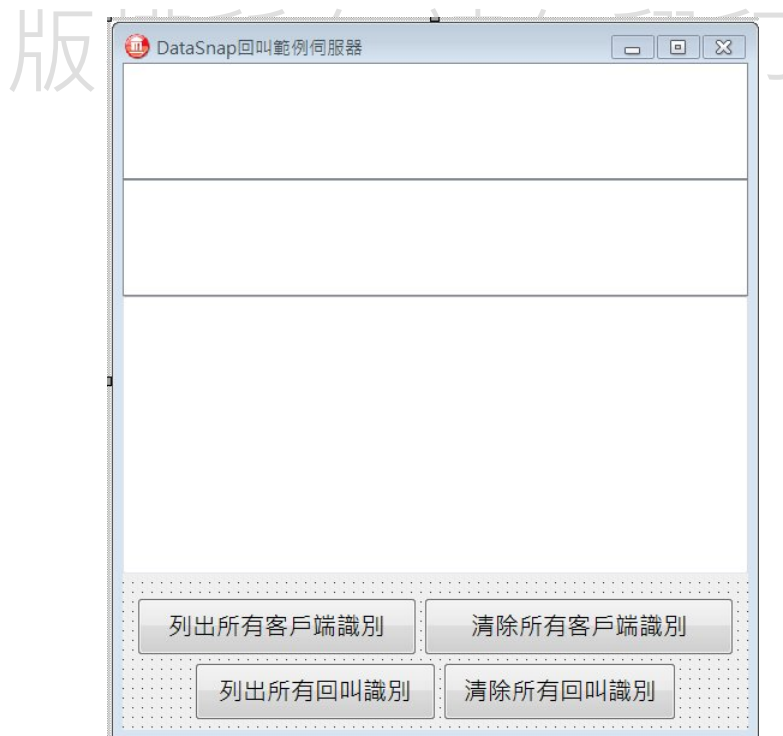 DataSnap回叫範例伺服器
列出所有客戶端識別 清除所有客戶端識別
列出所有回叫識別 清除所有回叫識別